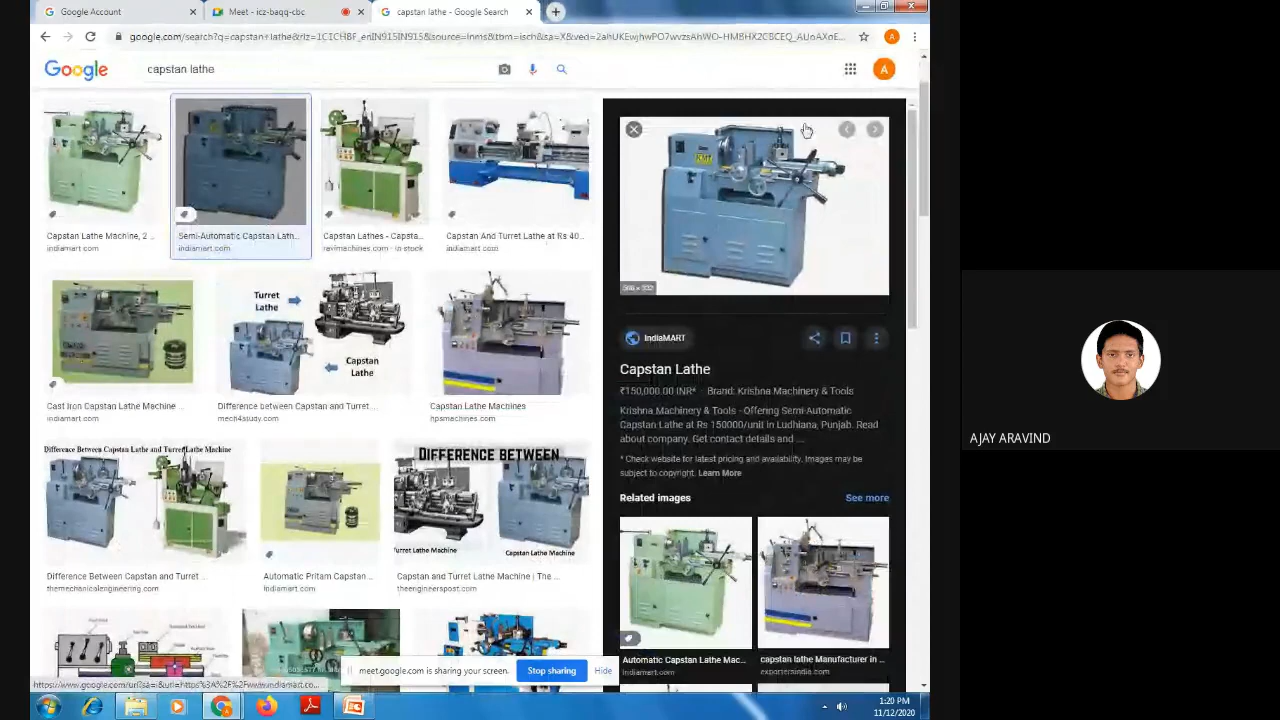 Google Account
Meet - icz-baqq-cbc
capstan lathe - Google Search
A
Google
capstan lathe
A
Capstan Lathe Machine, 2 ...
indiamart.com
Semi-Automatic Capstan Lath...
indiamart.com
Capstan Lathes - Capsta...
ravimachines.com - In stock
Capstan And Turret Lathe at Rs 40...
indiamart.com
Turret
Lathe
Capstan
Lathe
Cast Iron Capstan Lathe Machine ...
indiamart.com
Difference between Capstan and Turret...
mech4study.com
Capstan Lathe Machines
hpsmachines.com
Difference Between Capstan Lathe and Turret Lathe Machine
DIFFERENCE BETWEEN
Turret Lathe Machine
Capstan Lathe Machine
Difference Between Capstan and Turret ...
themechanicalengineering.com
Automatic Pritam Capstan ...
indiamart.com
Capstan and Turret Lathe Machine | The ...
theengineerspost.com
IndiaMART
Capstan Lathe
₹150,000.00 INR* · Brand: Krishna Machinery & Tools
Krishna Machinery & Tools - Offering Semi-Automatic
Capstan Lathe at Rs 150000/unit in Ludhiana, Punjab. Read
about company. Get contact details and ...
* Check website for latest pricing and availability. Images may be
subject to copyright. Learn More
Related images
See more
Automatic Capstan Lathe Mac...
indiamart.com
capstan lathe Manufacturer in ...
exportersindia.com
meet.google.com is sharing your screen.
Stop sharing
Hide
1:20 PM
11/12/2020
AJAY ARAVIND